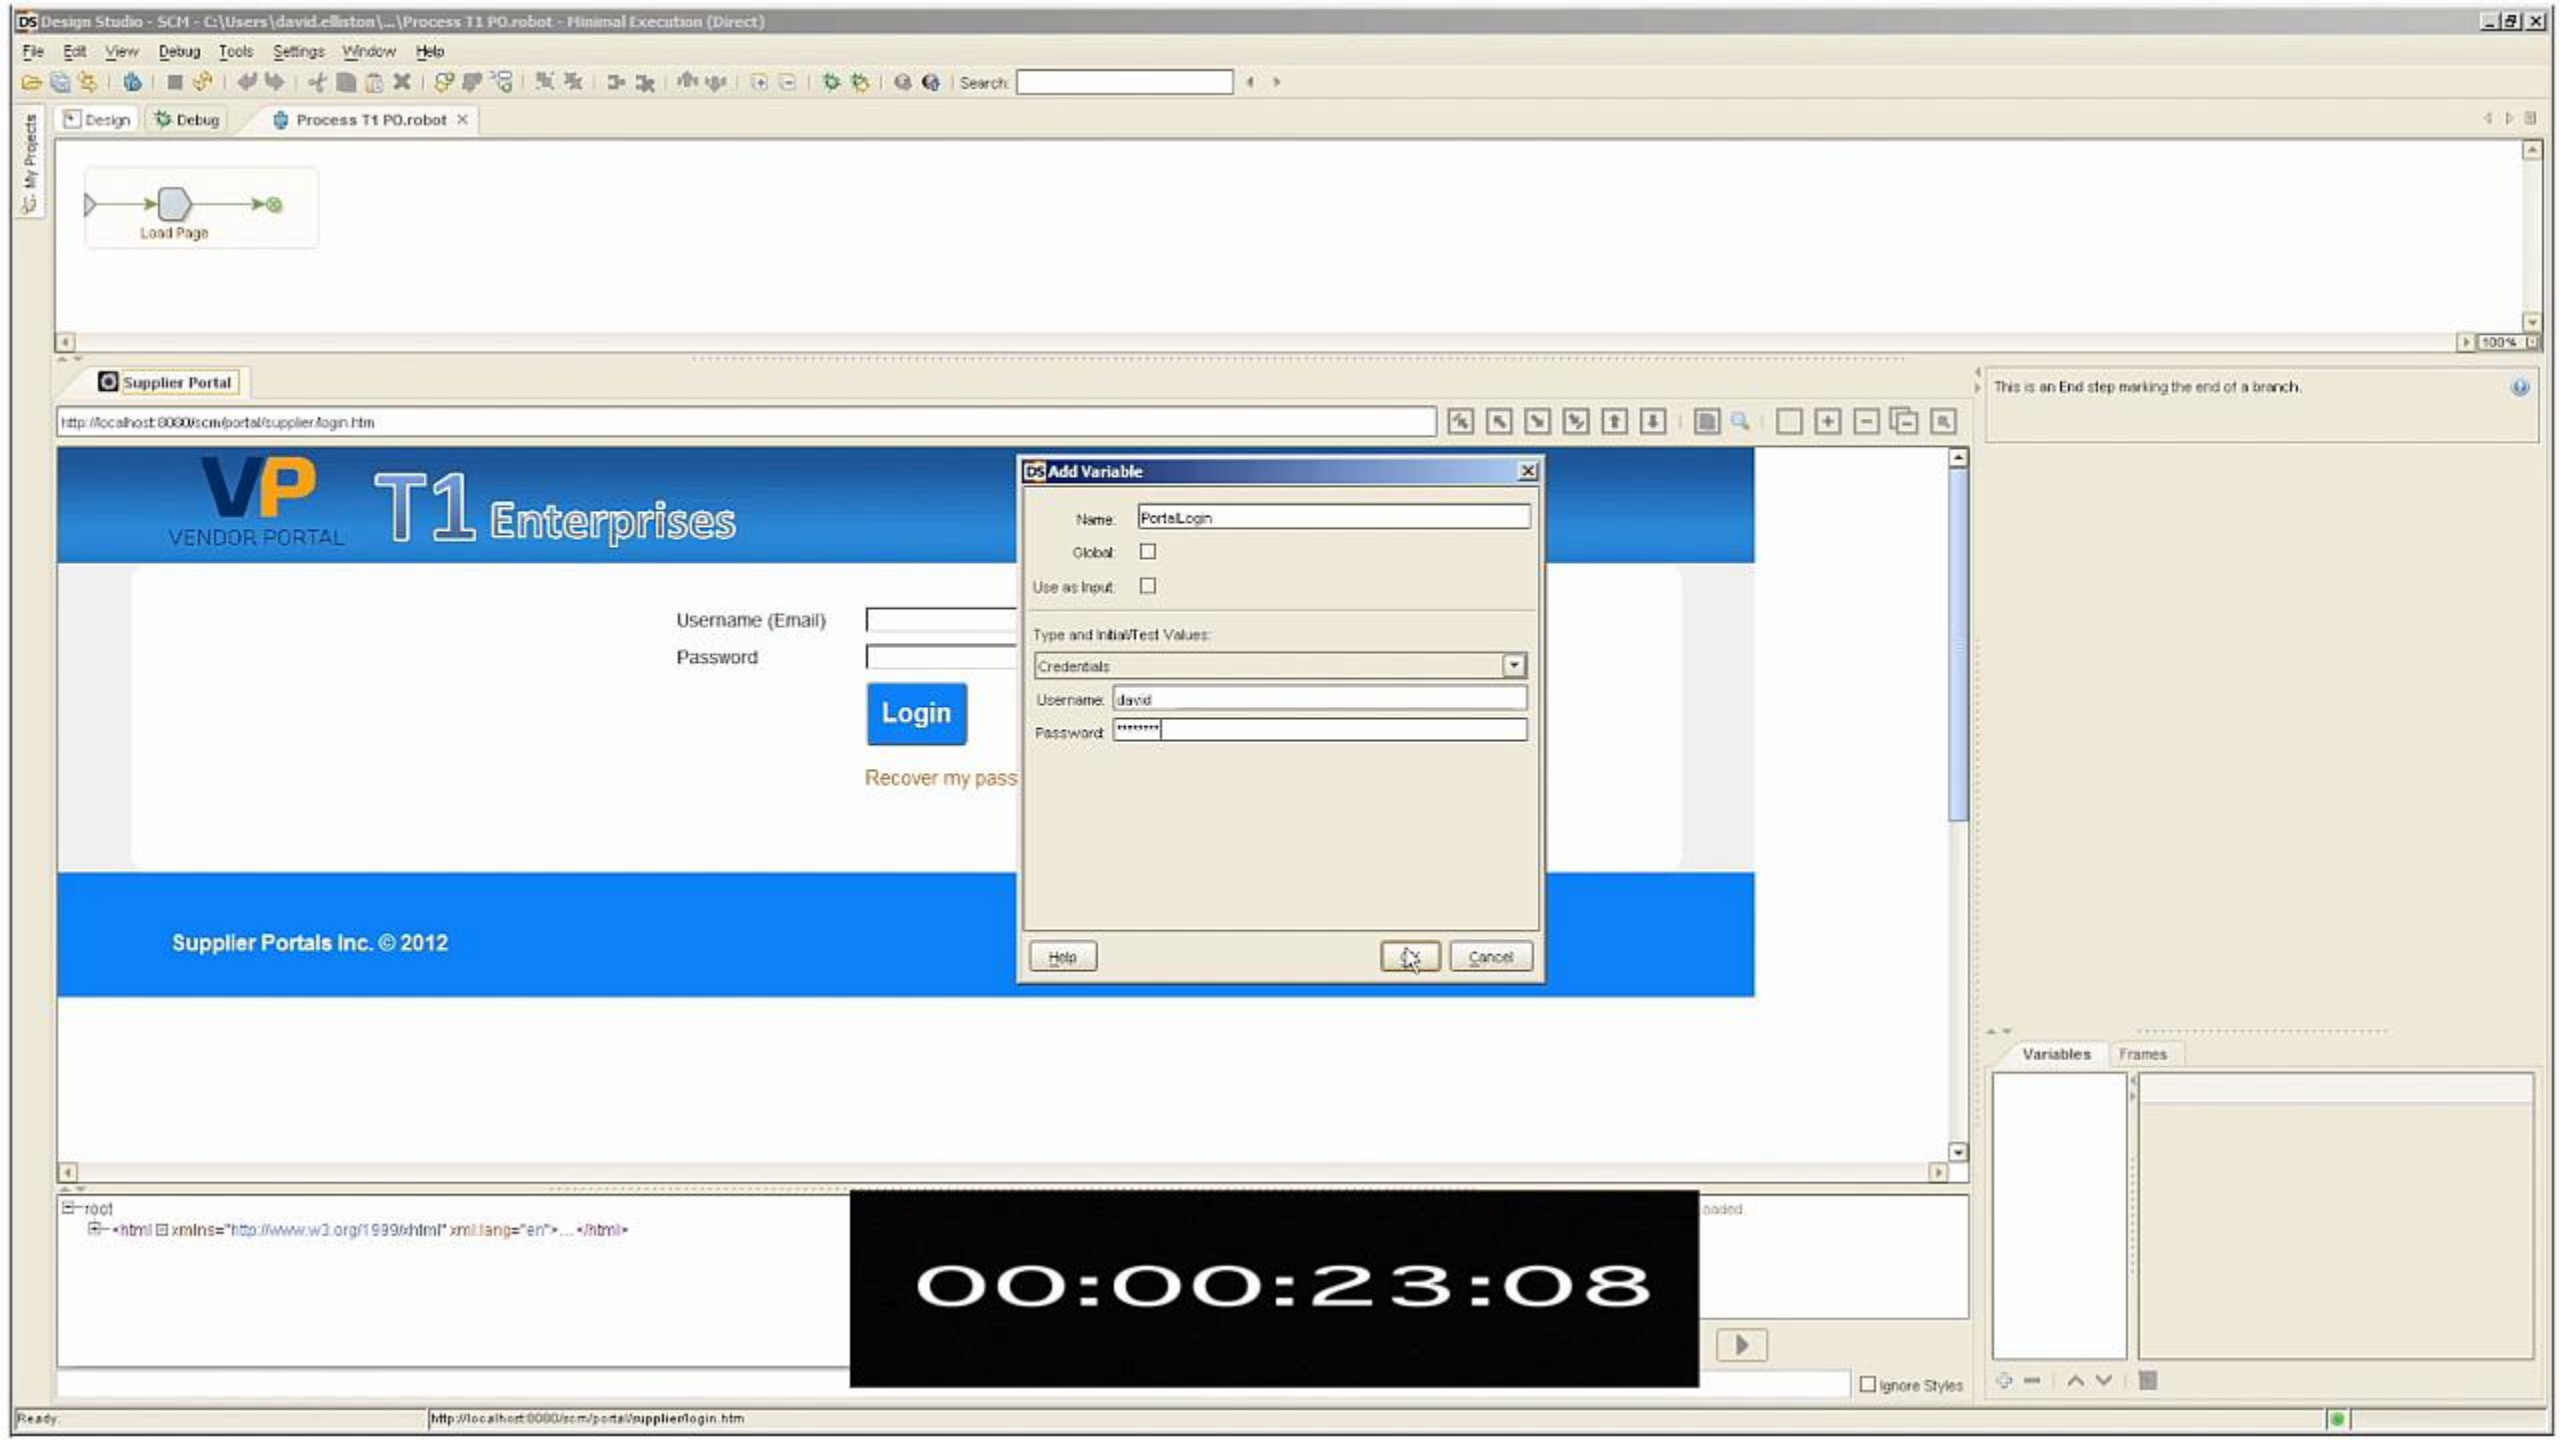 DS Design Studio - SCM - C:\Users\david.elliston\...\Process T1 PO.robot - Minimal Execution (Direct)
File Edit View Debug Tools Settings Window Help
Search:
My Projects
Design Debug Process T1 PO.robot
Load Page
100%
Supplier Portal
This is an End step marking the end of a branch.
http://localhost:8080/scm/portal/supplier/login.htm
VP
VENDOR PORTAL
T1 Enterprises
Username (Email)
Password
Login
Recover my pass
Supplier Portals Inc. © 2012
DS Add Variable
Name: PortalLogin
Global:
Use as Input:
Type and Initial/Test Values:
Credentials
Username: david
Password: ********
Help Cancel
Variables Frames
root
<html xmlns="http://www.w3.org/1999/xhtml" xml:lang="en">...</html>
oaded.
00:00:23:08
Ignore Styles
Ready.
http://localhost:8080/scm/portal/supplier/login.htm